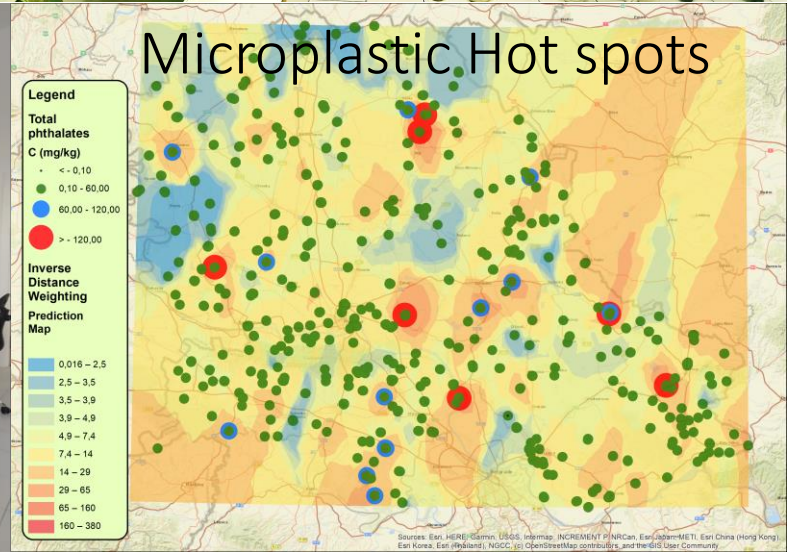 Microplastic Hot spots
Legend
Total
phthalates
C (mg/kg)
< - 0,10
0,10 - 60,00
60,00 - 120,00
> - 120,00
Inverse
Distance
Weighting
Prediction
Map
0,016 – 2,5
2,5 – 3,5
3,5 – 3,9
3,9 – 4,9
4,9 – 7,4
7,4 – 14
14 – 29
29 – 65
65 – 160
160 – 380
Sources: Esri, HERE, Garmin, USGS, Intermap, INCREMENT P, NRCan, Esri Japan, METI, Esri China (Hong Kong)
Esri Korea, Esri (Thailand), NGCC, (c) OpenStreetMap contributors, and the GIS User Community